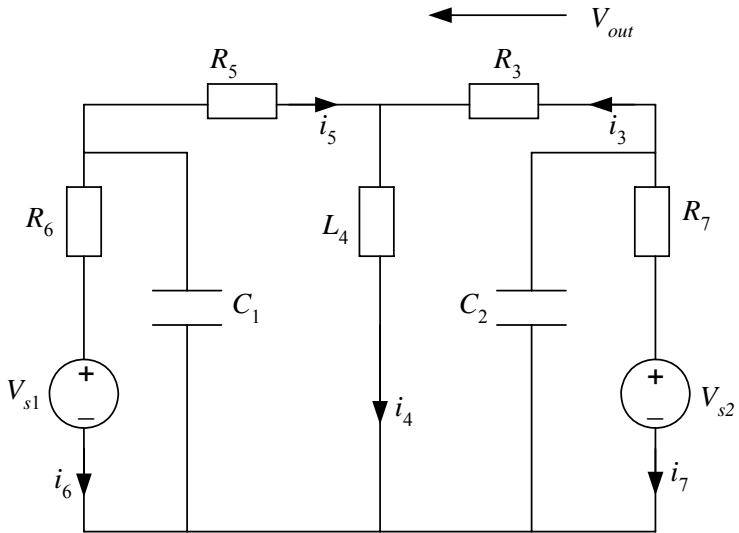 V_out
R_5
R_3
i_5
i_3
R_6
L_4
R_7
C_1
C_2
V_s1
+
−
i_4
+
−
V_s2
i_6
i_7